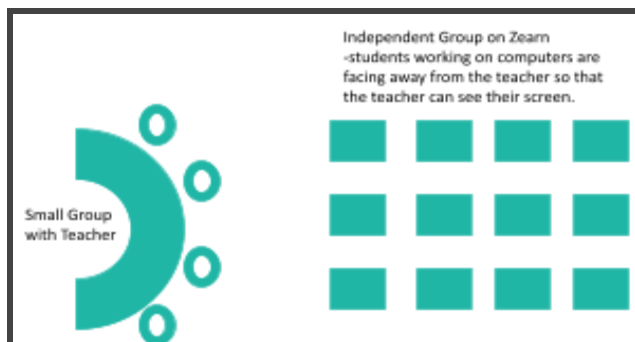 Independent Group on Zearn
-students working on computers are
facing away from the teacher so that
the teacher can see their screen.
Small Group
with Teacher